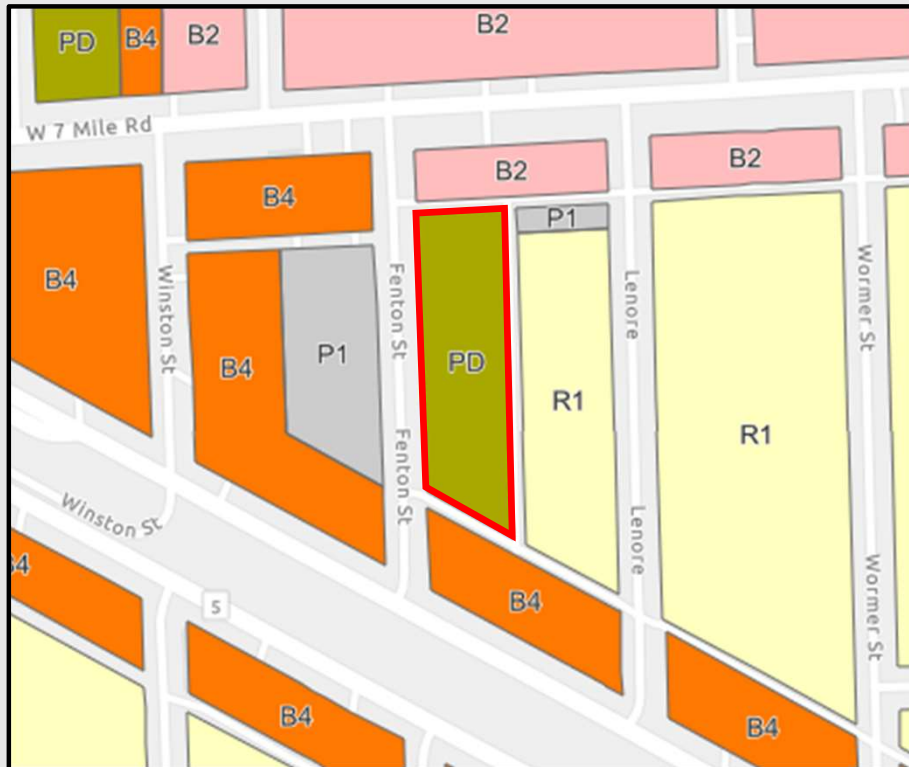 PD
B4
B2
B2
W 7 Mile Rd
B4
B2
B2
P1
B4
Winston St
Fenton St
Lenore
Wormer St
B4
P1
PD
R1
R1
Fenton St
Winston St
Lenore
Wormer St
B4
5
B4
B4
B4